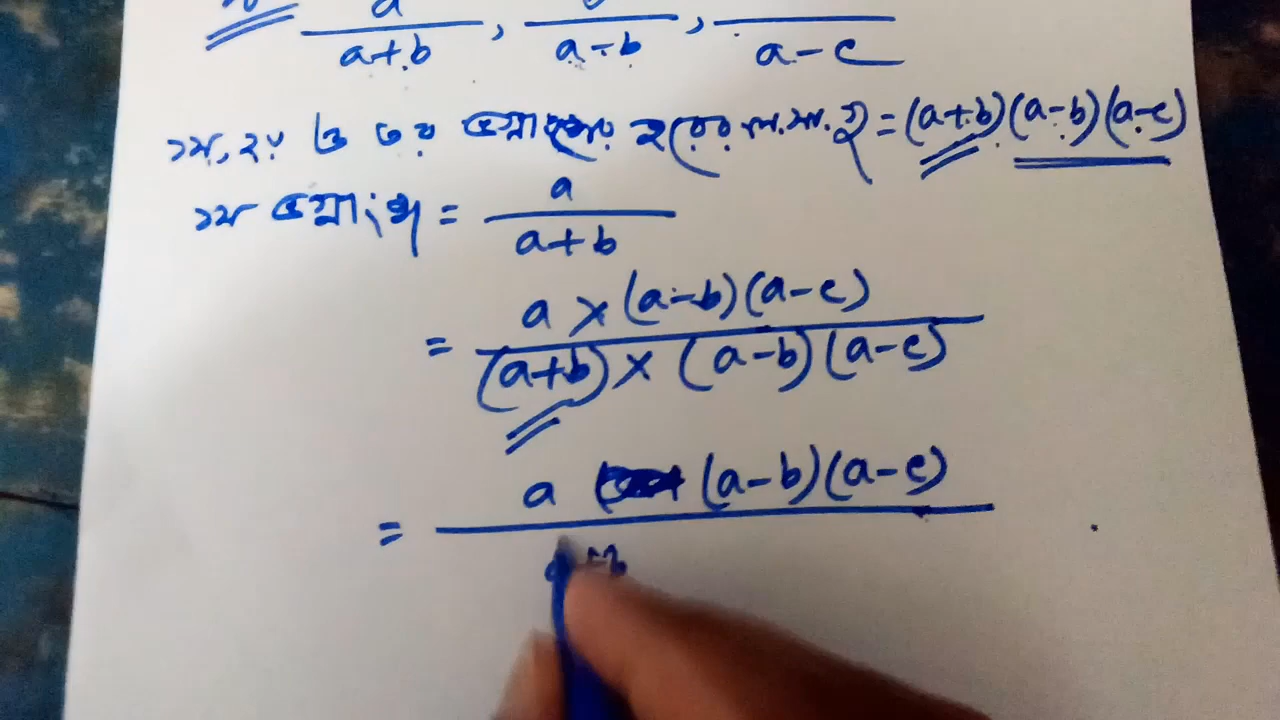 a/(a+b), /(a-b), /(a-c)
১ম, ২য় ও ৩য় ভগ্নাংশের হরের ল.সা.গু = (a+b)(a-b)(a-c)
১ম ভগ্নাংশ = a/(a+b)
= a × (a-b)(a-c) / (a+b) × (a-b)(a-c)
= a (a-b)(a-c) / a+b